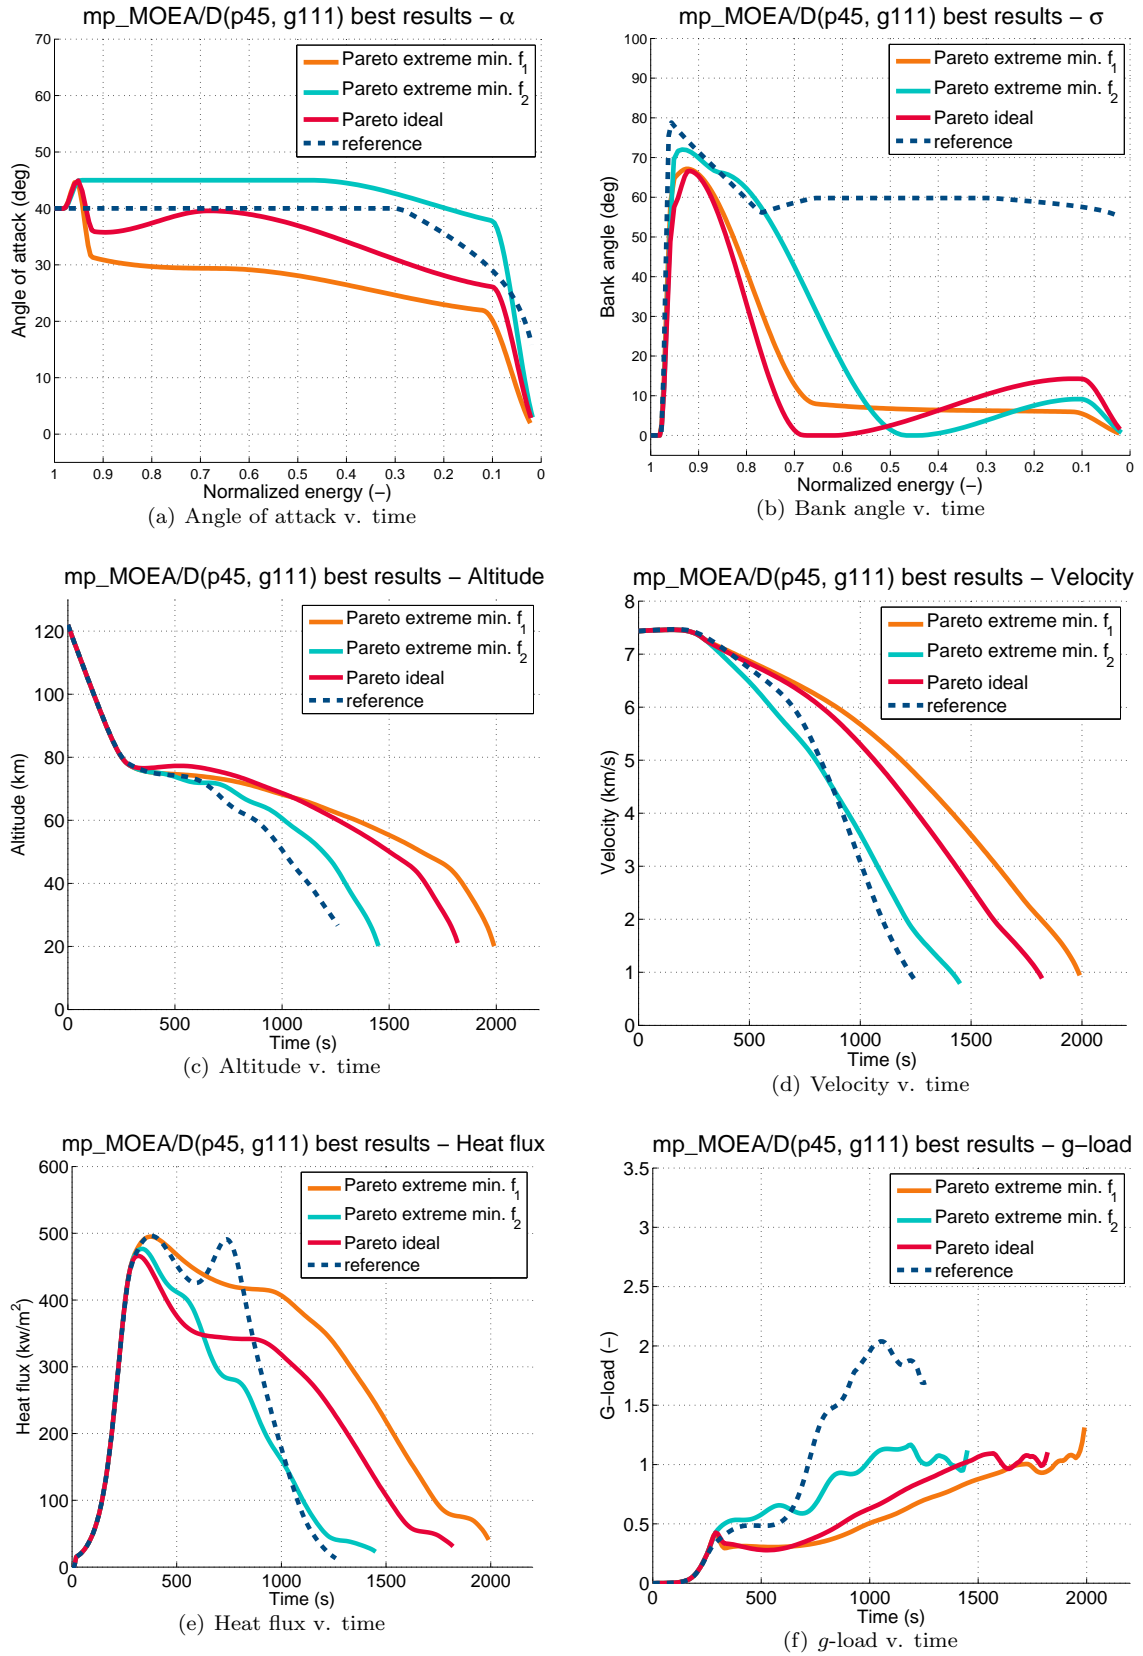 mp_MOEA/D(p45, g111) best results – α
70
60
50
40
30
20
10
0
Angle of attack (deg)
Pareto extreme min. f1
Pareto extreme min. f2
Pareto ideal
reference
1 0.9 0.8 0.7 0.6 0.5 0.4 0.3 0.2 0.1 0
Normalized energy (–)
(a) Angle of attack v. time
mp_MOEA/D(p45, g111) best results – σ
100
90
80
70
60
50
40
30
20
10
0
Bank angle (deg)
Pareto extreme min. f1
Pareto extreme min. f2
Pareto ideal
reference
1 0.9 0.8 0.7 0.6 0.5 0.4 0.3 0.2 0.1 0
Normalized energy (–)
(b) Bank angle v. time
mp_MOEA/D(p45, g111) best results – Altitude
120
100
80
60
40
20
0
Altitude (km)
Pareto extreme min. f1
Pareto extreme min. f2
Pareto ideal
reference
0 500 1000 1500 2000
Time (s)
(c) Altitude v. time
mp_MOEA/D(p45, g111) best results – Velocity
8
7
6
5
4
3
2
1
0
Velocity (km/s)
Pareto extreme min. f1
Pareto extreme min. f2
Pareto ideal
reference
0 500 1000 1500 2000
Time (s)
(d) Velocity v. time
mp_MOEA/D(p45, g111) best results – Heat flux
600
500
400
300
200
100
0
Heat flux (kw/m²)
Pareto extreme min. f1
Pareto extreme min. f2
Pareto ideal
reference
0 500 1000 1500 2000
Time (s)
(e) Heat flux v. time
mp_MOEA/D(p45, g111) best results – g–load
3.5
3
2.5
2
1.5
1
0.5
0
G–load (–)
Pareto extreme min. f1
Pareto extreme min. f2
Pareto ideal
reference
0 500 1000 1500 2000
Time (s)
(f) g-load v. time